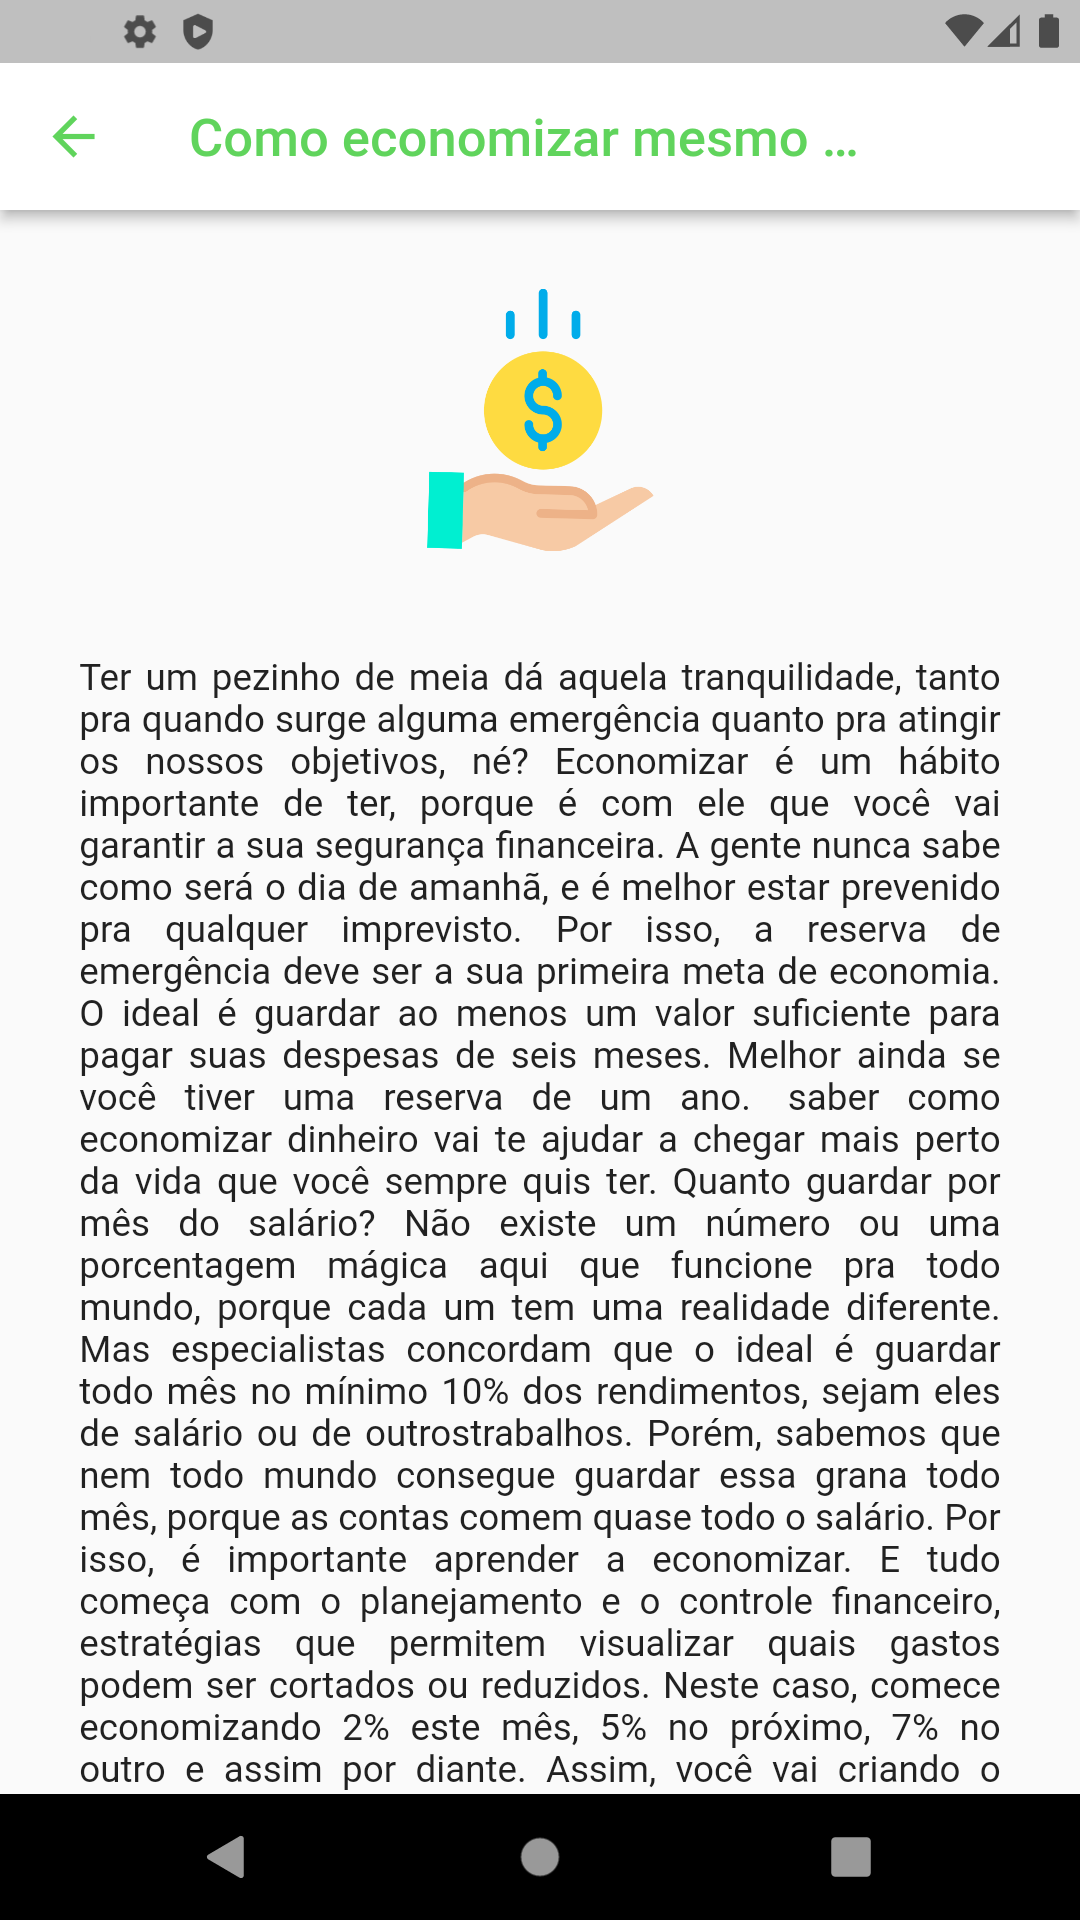 Como economizar mesmo ...
$
Ter um pezinho de meia dá aquela tranquilidade, tanto
pra quando surge alguma emergência quanto pra atingir
os nossos objetivos, né? Economizar é um hábito
importante de ter, porque é com ele que você vai
garantir a sua segurança financeira. A gente nunca sabe
como será o dia de amanhã, e é melhor estar prevenido
pra qualquer imprevisto. Por isso, a reserva de
emergência deve ser a sua primeira meta de economia.
O ideal é guardar ao menos um valor suficiente para
pagar suas despesas de seis meses. Melhor ainda se
você tiver uma reserva de um ano. saber como
economizar dinheiro vai te ajudar a chegar mais perto
da vida que você sempre quis ter. Quanto guardar por
mês do salário? Não existe um número ou uma
porcentagem mágica aqui que funcione pra todo
mundo, porque cada um tem uma realidade diferente.
Mas especialistas concordam que o ideal é guardar
todo mês no mínimo 10% dos rendimentos, sejam eles
de salário ou de outrostrabalhos. Porém, sabemos que
nem todo mundo consegue guardar essa grana todo
mês, porque as contas comem quase todo o salário. Por
isso, é importante aprender a economizar. E tudo
começa com o planejamento e o controle financeiro,
estratégias que permitem visualizar quais gastos
podem ser cortados ou reduzidos. Neste caso, comece
economizando 2% este mês, 5% no próximo, 7% no
outro e assim por diante. Assim, você vai criando o